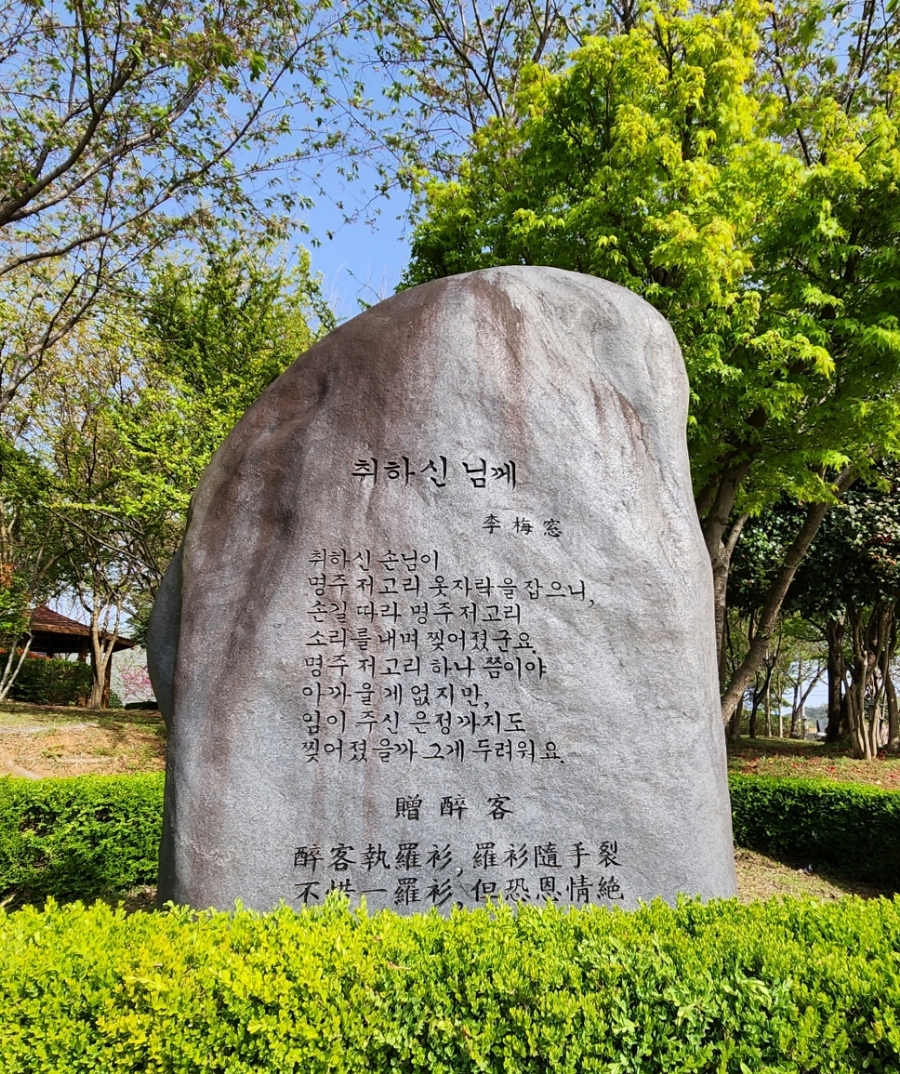 취하신 님께
李梅窓
취하신 손님이
명주 저고리 옷자락을 잡으니,
손길 따라 명주저고리
소리를 내며 찢어졌군요.
명주 저고리 하나 쯤이야
아까울게 없지만,
임이 주신 은정까지도
찢어졌을까 그게 두려워요.
贈醉客
醉客執羅衫, 羅衫隨手裂
不惜一羅衫, 但恐恩情絶